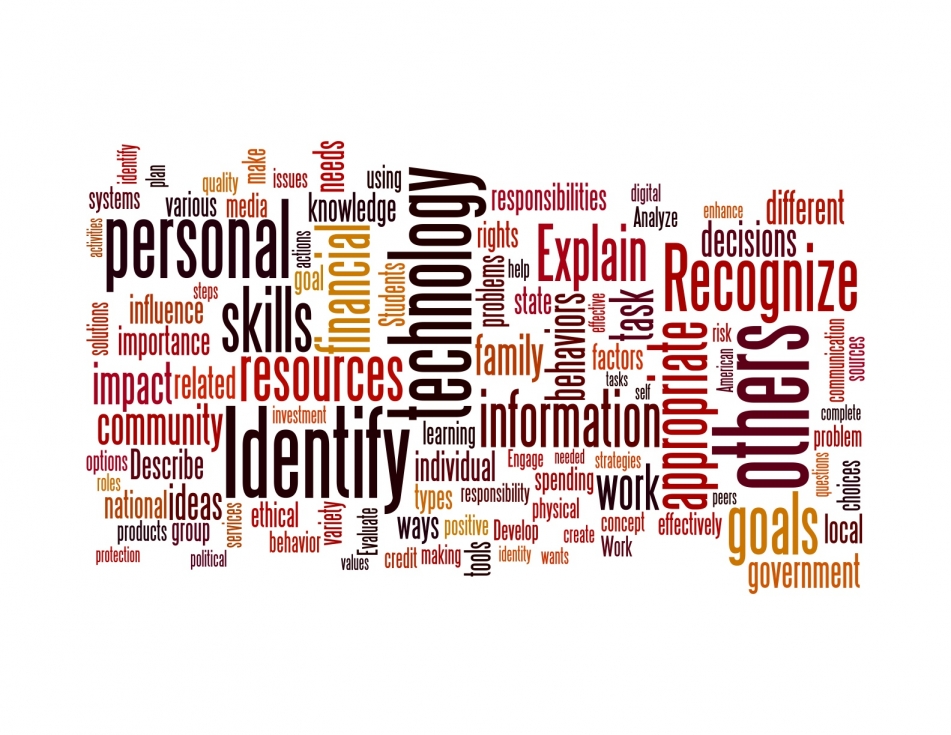 identify
plan
quality
make
issues
needs
using
systems
various
media
knowledge
activities
personal
actions
goal
financial
Students
technology
steps
influence
skills
solutions
importance
resources
impact
related
community
investment
Identify
learning
options
Describe
roles
national
ideas
products
group
services
ethical
behavior
variety
Evaluate
protection
political
values
credit
making
ways
positive
tools
identity
wants
Develop
types
individual
responsibility
responsibilities
rights
problems
help
state
family
information
Engage
needed
strategies
spending
physical
create
concept
Work
work
effectively
Explain
behaviors
effective
task
factors
tasks
self
digital
Analyze
enhance
different
decisions
Recognize
appropriate
risk
American
others
peers
communication
sources
complete
problem
questions
choices
goals
local
government